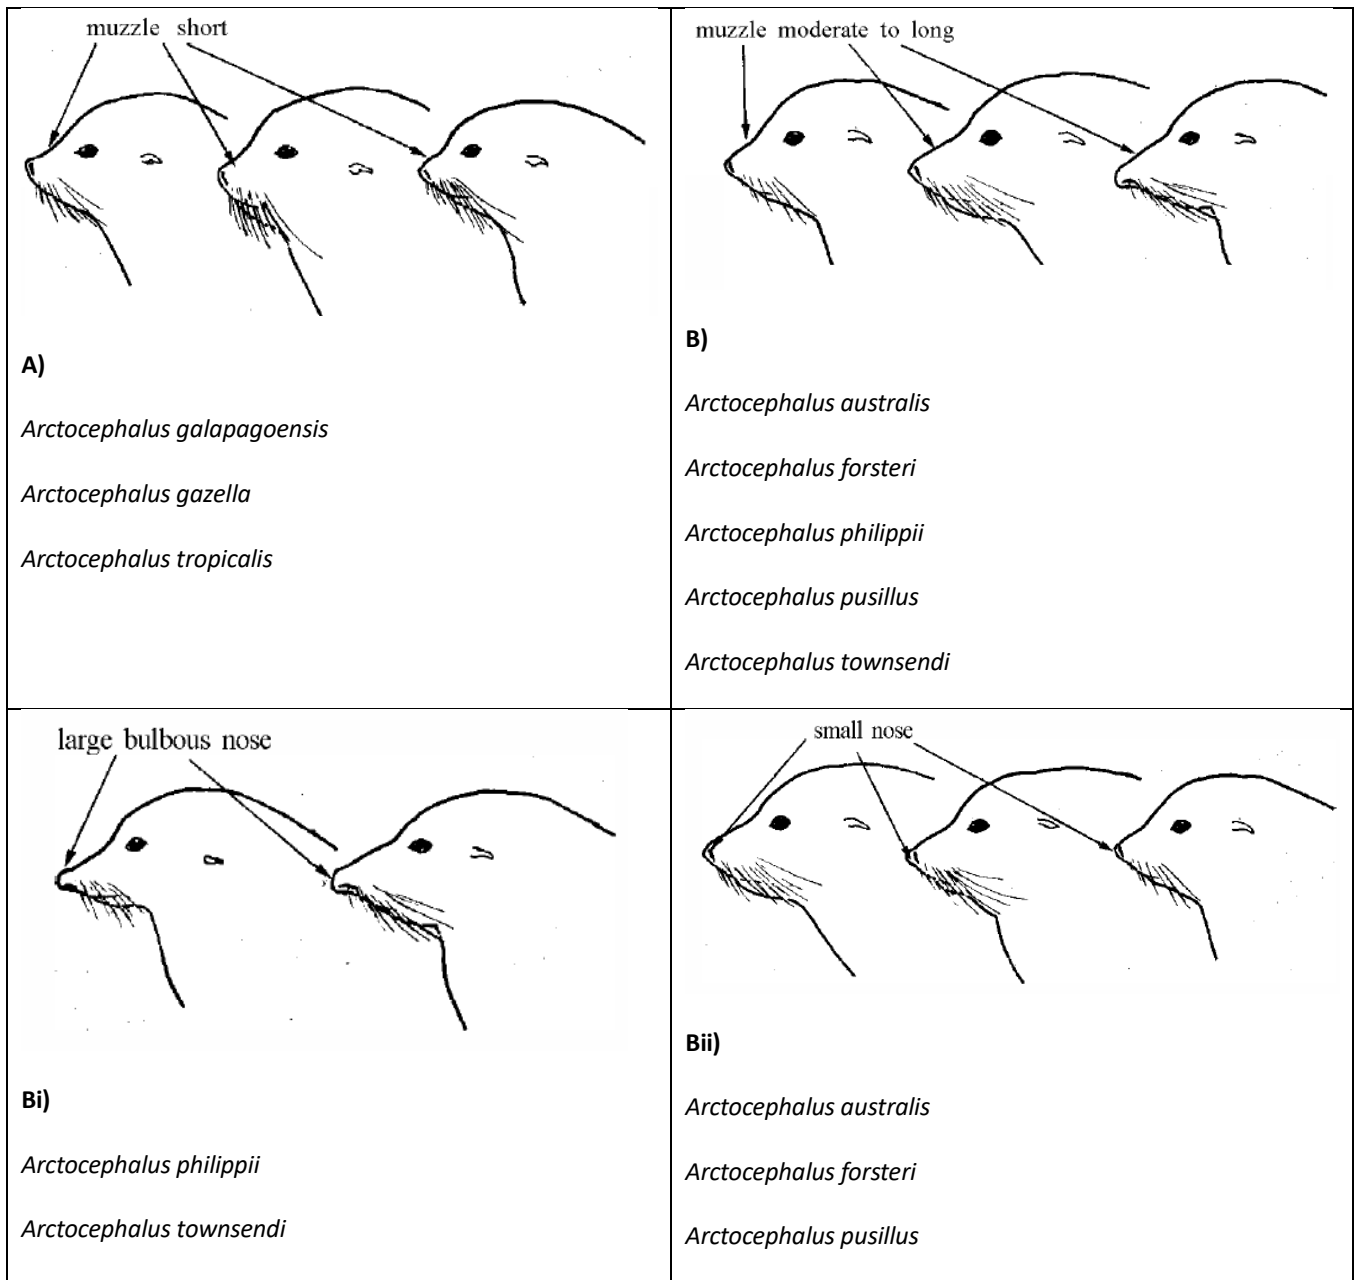 muzzle short
A)
Arctocephalus galapagoensis
Arctocephalus gazella
Arctocephalus tropicalis
muzzle moderate to long
B)
Arctocephalus australis
Arctocephalus forsteri
Arctocephalus philippii
Arctocephalus pusillus
Arctocephalus townsendi
large bulbous nose
Bi)
Arctocephalus philippii
Arctocephalus townsendi
small nose
Bii)
Arctocephalus australis
Arctocephalus forsteri
Arctocephalus pusillus